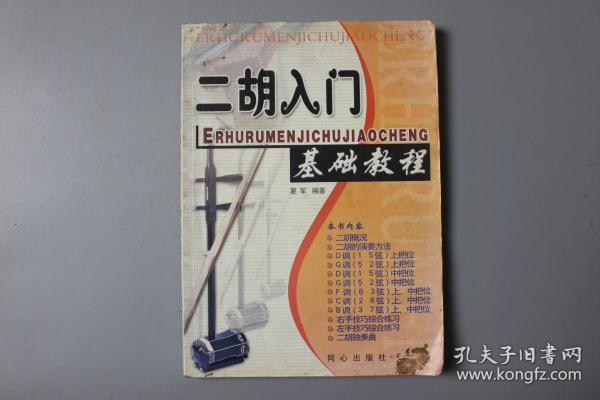 ERHURUMENJICHUJIAOCHENG
二胡入门
ERHURUMENJICHUJIAOCHENG
基础教程
夏军 编著
本书内容
二胡概况
二胡的演奏方法
D调(15弦)上把位
G调(52弦)上把位
D调(15弦)中把位
G调(52弦)中把位
F调(63弦)上、中把位
C调(26弦)上、中把位
B调(37弦)上、中把位
右手技巧综合练习
左手技巧综合练习
二胡独奏曲
同心出版社
孔夫子旧书网
www.kongfz.com